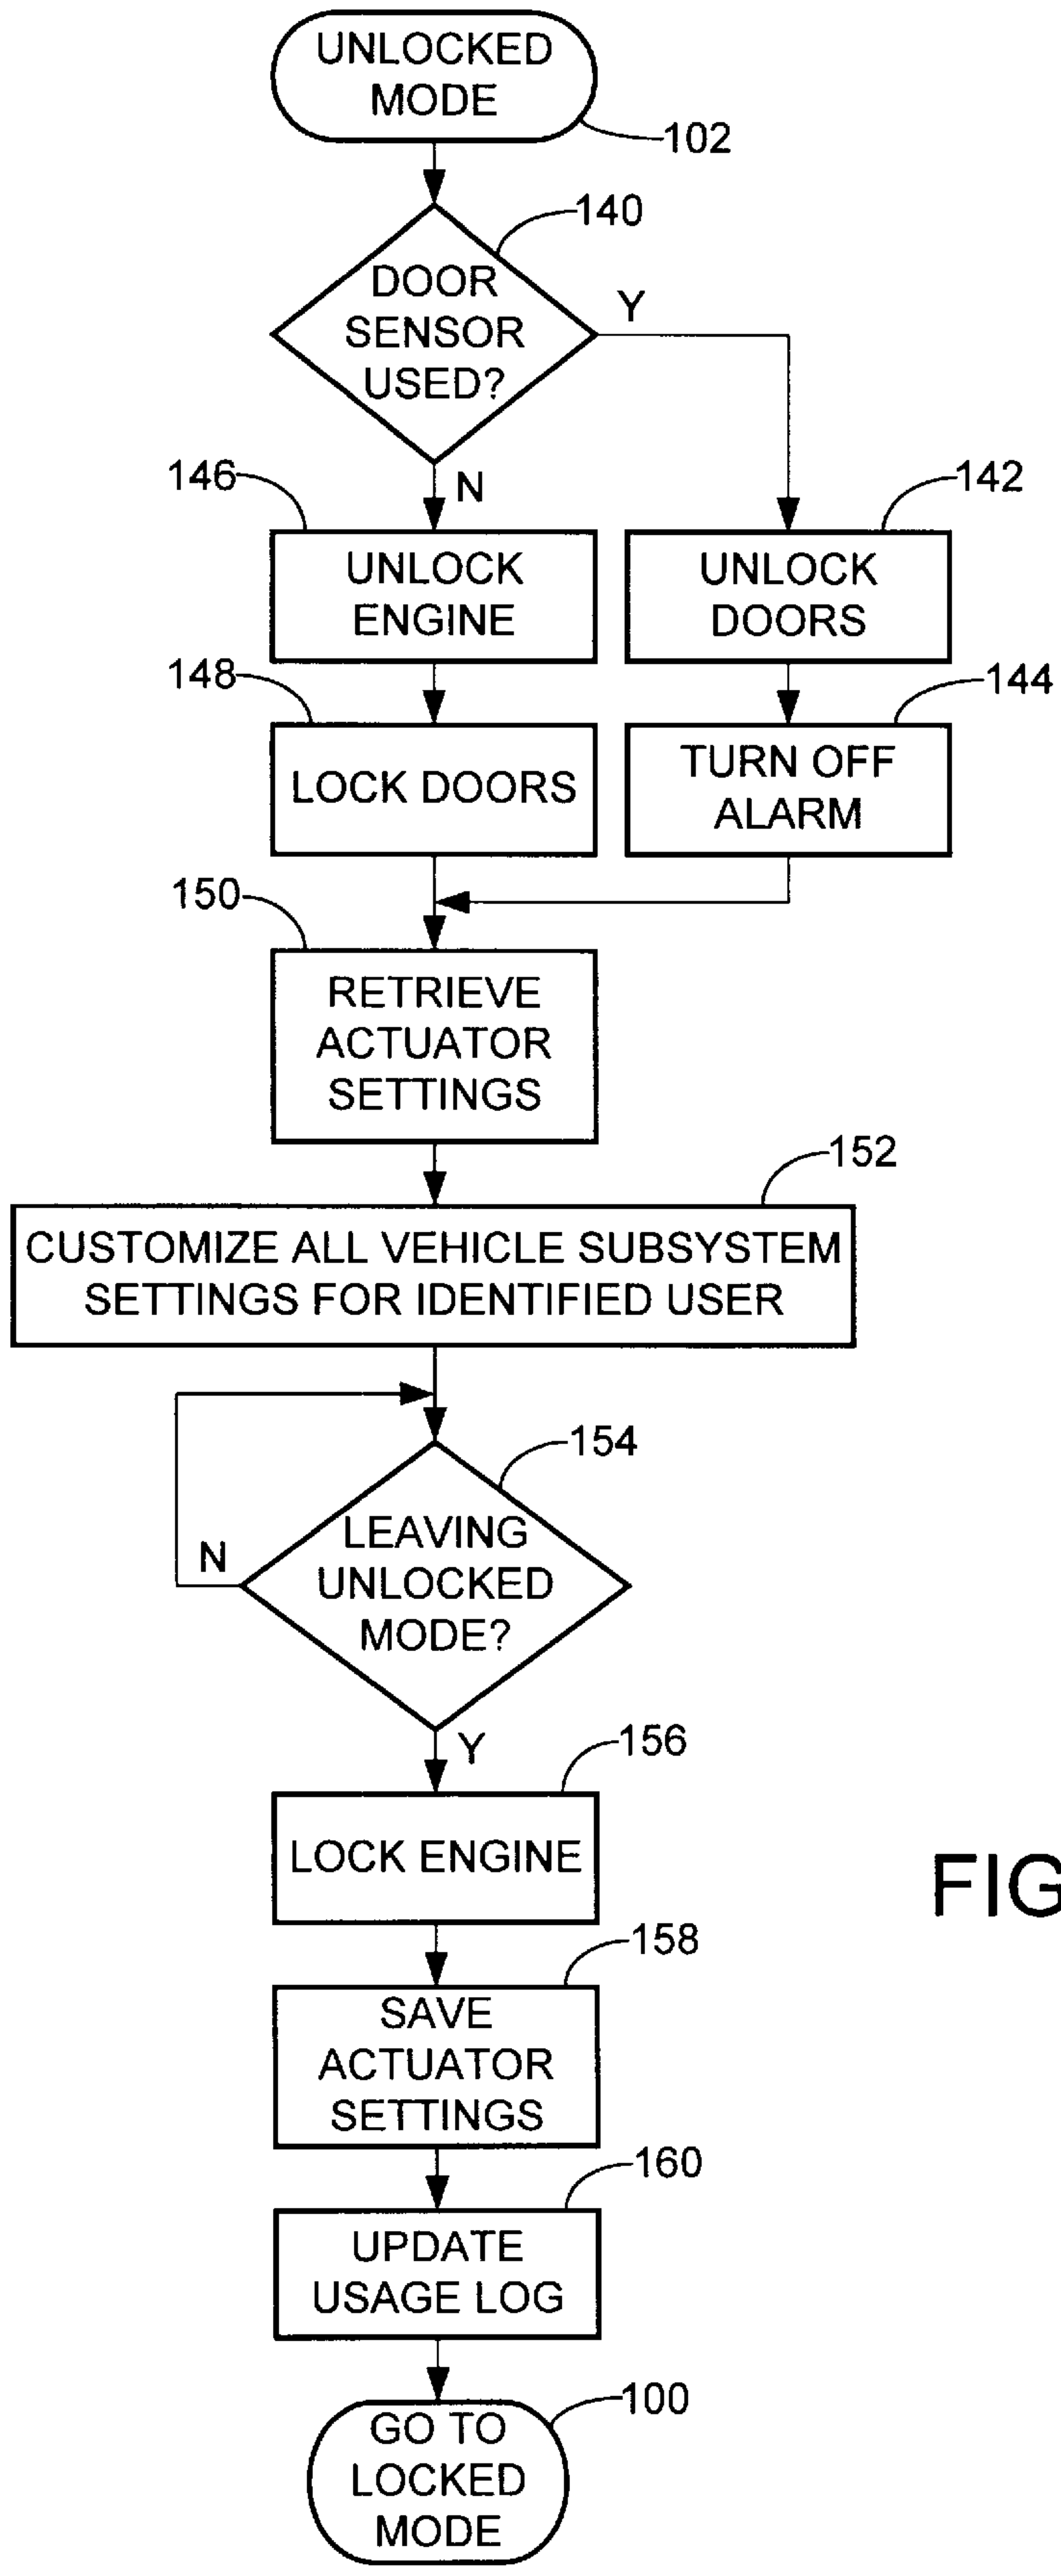 UNLOCKED
MODE
102
140
DOOR
SENSOR
USED?
Y
N
146
142
UNLOCK
ENGINE
UNLOCK
DOORS
148
144
LOCK DOORS
TURN OFF
ALARM
150
RETRIEVE
ACTUATOR
SETTINGS
152
CUSTOMIZE ALL VEHICLE SUBSYSTEM
SETTINGS FOR IDENTIFIED USER
154
LEAVING
UNLOCKED
MODE?
N
Y
156
LOCK ENGINE
FIG
158
SAVE
ACTUATOR
SETTINGS
160
UPDATE
USAGE LOG
100
GO TO
LOCKED
MODE